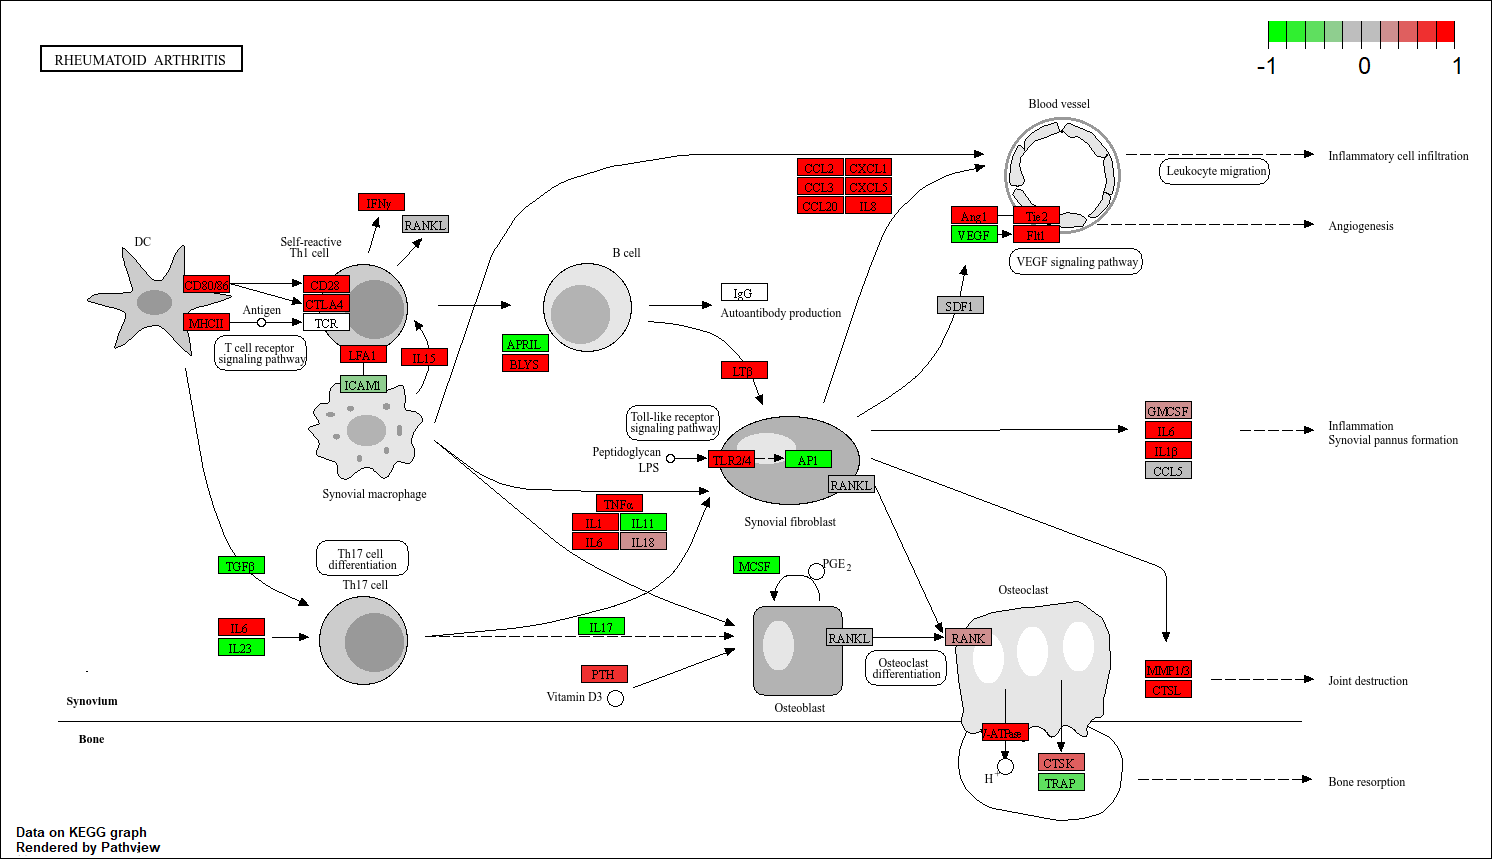 RHEUMATOID ARTHRITIS
-1 0 1
Blood vessel
Inflammatory cell infiltration
Leukocyte migration
CCL2 CXCL1
CCL3 CXCL5
CCL20 IL8
IFNγ
RANKL
Ang1 Tie2
VEGF Flt1
Angiogenesis
VEGF signaling pathway
DC
Self-reactive
Th1 cell
B cell
CD80/86 CD28
CTLA4
Antigen
MHCII TCR
T cell receptor
signaling pathway
LFA1
IL15
ICAM1
IgG
Autoantibody production
SDF1
APRIL
BLYS
LTβ
Toll-like receptor
signaling pathway
Peptidoglycan
LPS
TLR2/4 AP1
RANKL
Synovial macrophage
Synovial fibroblast
GMCSF
IL6
IL1β
CCL5
Inflammation
Synovial pannus formation
TNFα
IL1 IL11
IL6 IL18
TGFβ
Th17 cell
differentiation
Th17 cell
MCSF
PGE2
Osteoclast
IL6
IL23
IL17
RANKL
RANK
Osteoclast
differentiation
PTH
Vitamin D3
Osteoblast
MMP1/3
CTSL
Joint destruction
Synovium
Bone
V-ATPase
H+
CTSK
TRAP
Bone resorption
Data on KEGG graph
Rendered by Pathview